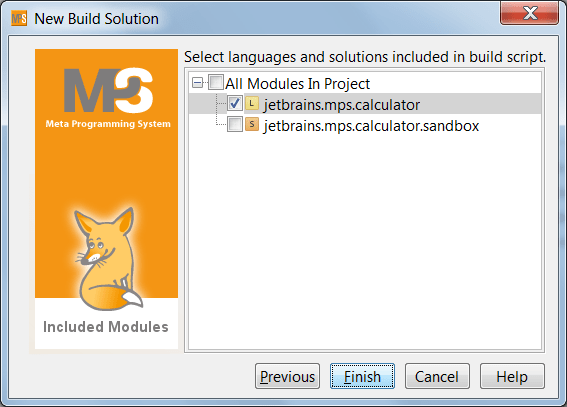 MPS New Build Solution
Select languages and solutions included in build script.
MPS
Meta Programming System
All Modules In Project
L jetbrains.mps.calculator
S jetbrains.mps.calculator.sandbox
Included Modules
Previous Finish Cancel Help